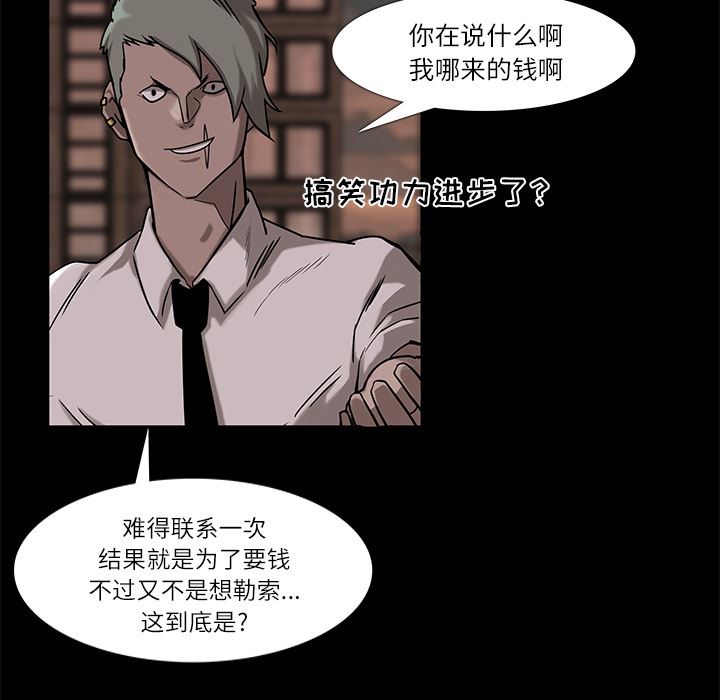 你在说什么啊
我哪来的钱啊
搞笑功力进步了?
难得联系一次
结果就是为了要钱
不过又不是想勒索...
这到底是?